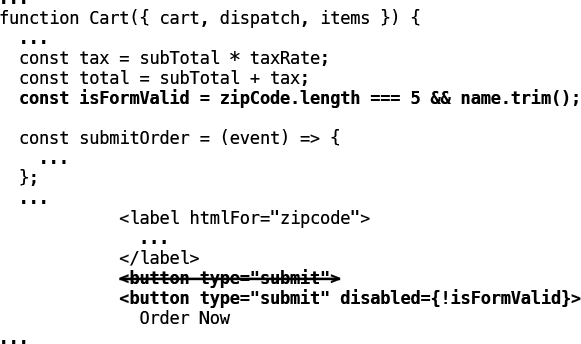 ...
function Cart({ cart, dispatch, items }) {
  ...
  const tax = subTotal * taxRate;
  const total = subTotal + tax;
  const isFormValid = zipCode.length === 5 && name.trim();

  const submitOrder = (event) => {
    ...
  };
  ...
            <label htmlFor="zipcode">
              ...
            </label>
            <button type="submit">
            <button type="submit" disabled={!isFormValid}>
              Order Now
...